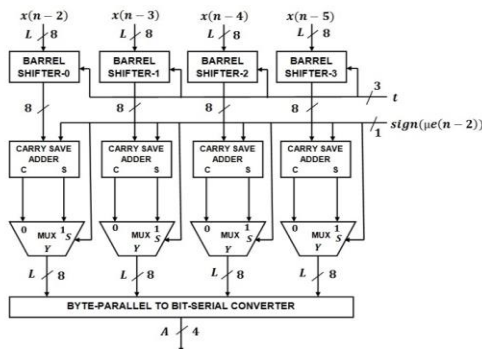 x(n-2) x(n-3) x(n-4) x(n-5)
L 8 L 8 L 8 L 8
BARREL SHIFTER-0 BARREL SHIFTER-1 BARREL SHIFTER-2 BARREL SHIFTER-3
3
t
8 8 8 8
sign(μe(n-2))
1
CARRY SAVE ADDER CARRY SAVE ADDER CARRY SAVE ADDER CARRY SAVE ADDER
C S C S C S C S
0 1 0 1 0 1 0 1
MUX S MUX S MUX S MUX S
Y Y Y Y
L 8 L 8 L 8 L 8
BYTE-PARALLEL TO BIT-SERIAL CONVERTER
A 4